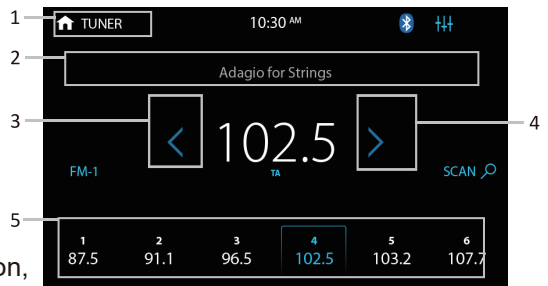 1 TUNER 10:30 AM
2
Adagio for Strings
3 4
102.5
FM-1 TA SCAN
5
1 2 3 4 5 6
87.5 91.1 96.5 102.5 103.2 107.7
on,